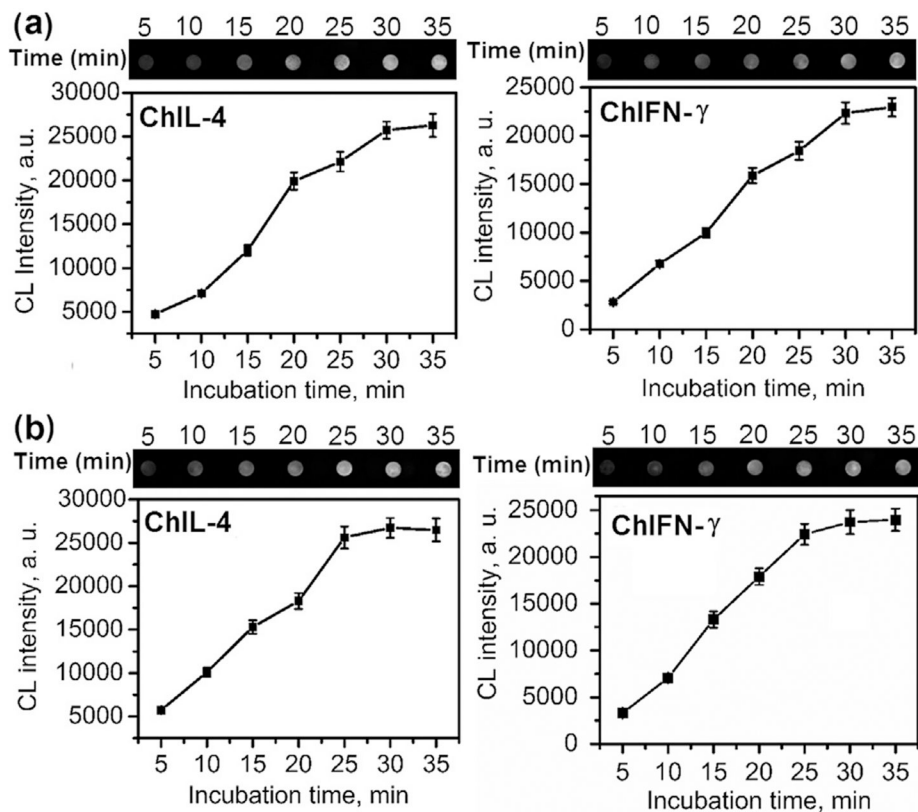 (a)
5 10 15 20 25 30 35
Time (min)
ChIL-4
CL Intensity, a.u.
30000
25000
20000
15000
10000
5000
5 10 15 20 25 30 35
Incubation time, min
5 10 15 20 25 30 35
Time (min)
ChIFN-γ
CL intensity, a. u.
25000
20000
15000
10000
5000
0
5 10 15 20 25 30 35
Incubation time, min
(b)
5 10 15 20 25 30 35
Time (min)
ChIL-4
CL intensity, a. u.
30000
25000
20000
15000
10000
5000
5 10 15 20 25 30 35
Incubation time, min
5 10 15 20 25 30 35
Time (min)
ChIFN-γ
CL intensity, a. u.
25000
20000
15000
10000
5000
0
5 10 15 20 25 30 35
Incubation time, min